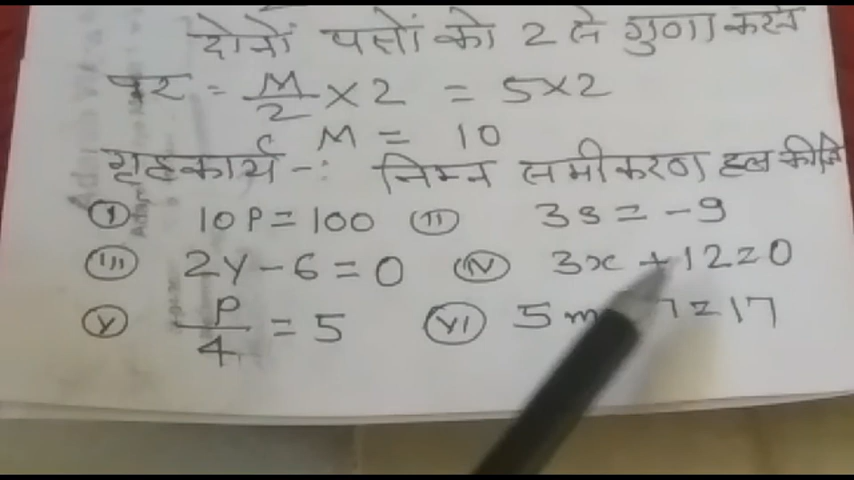 दोनों पक्षों को 2 से गुणा करने
पर = M/2 × 2 = 5×2
M = 10
गृहकार्य -: निम्न समीकरण हल कीजि
(I) 10P = 100 (II) 3s = -9
(III) 2y - 6 = 0 (IV) 3x + 12 = 0
(V) P/4 = 5 (VI) 5m 7 = 17